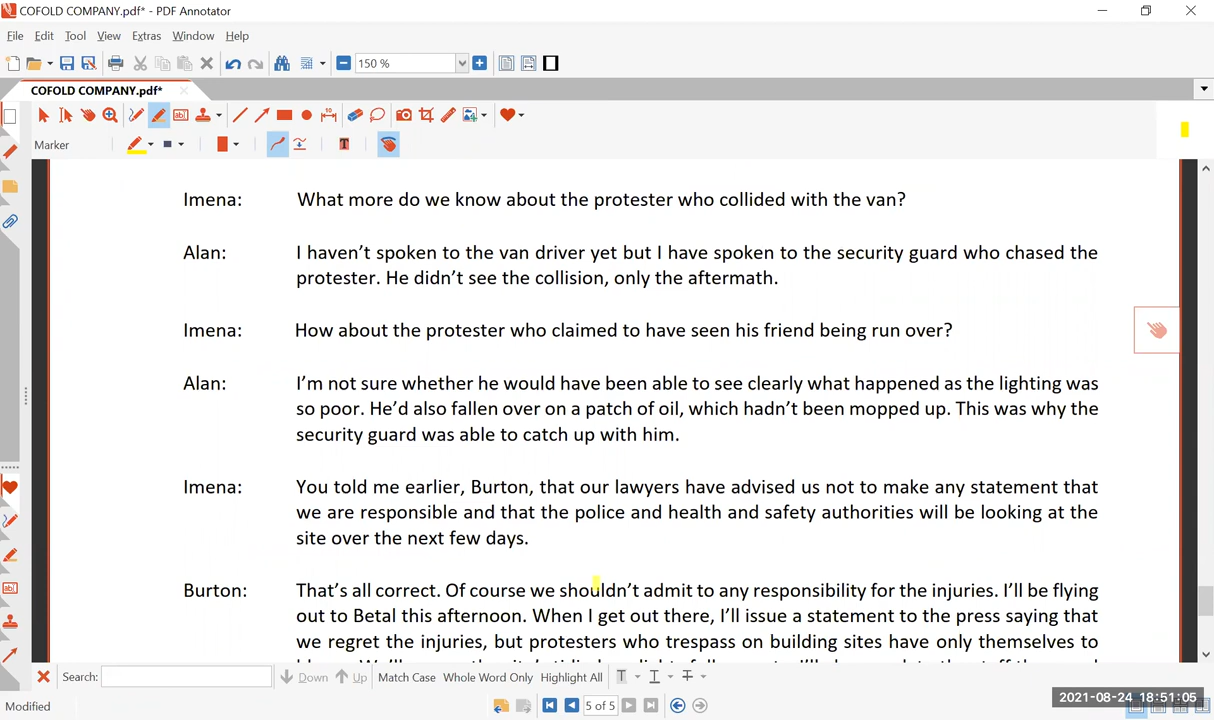 COFOLD COMPANY.pdf* - PDF Annotator
File Edit Tool View Extras Window Help
150 %
COFOLD COMPANY.pdf*
Marker
Imena: What more do we know about the protester who collided with the van?
Alan: I haven't spoken to the van driver yet but I have spoken to the security guard who chased the
protester. He didn't see the collision, only the aftermath.
Imena: How about the protester who claimed to have seen his friend being run over?
Alan: I'm not sure whether he would have been able to see clearly what happened as the lighting was
so poor. He'd also fallen over on a patch of oil, which hadn't been mopped up. This was why the
security guard was able to catch up with him.
Imena: You told me earlier, Burton, that our lawyers have advised us not to make any statement that
we are responsible and that the police and health and safety authorities will be looking at the
site over the next few days.
Burton: That's all correct. Of course we shouldn't admit to any responsibility for the injuries. I'll be flying
out to Betal this afternoon. When I get out there, I'll issue a statement to the press saying that
we regret the injuries, but protesters who trespass on building sites have only themselves to
Search: Down Up Match Case Whole Word Only Highlight All
5 of 5
Modified
2021-08-24 18:51:05